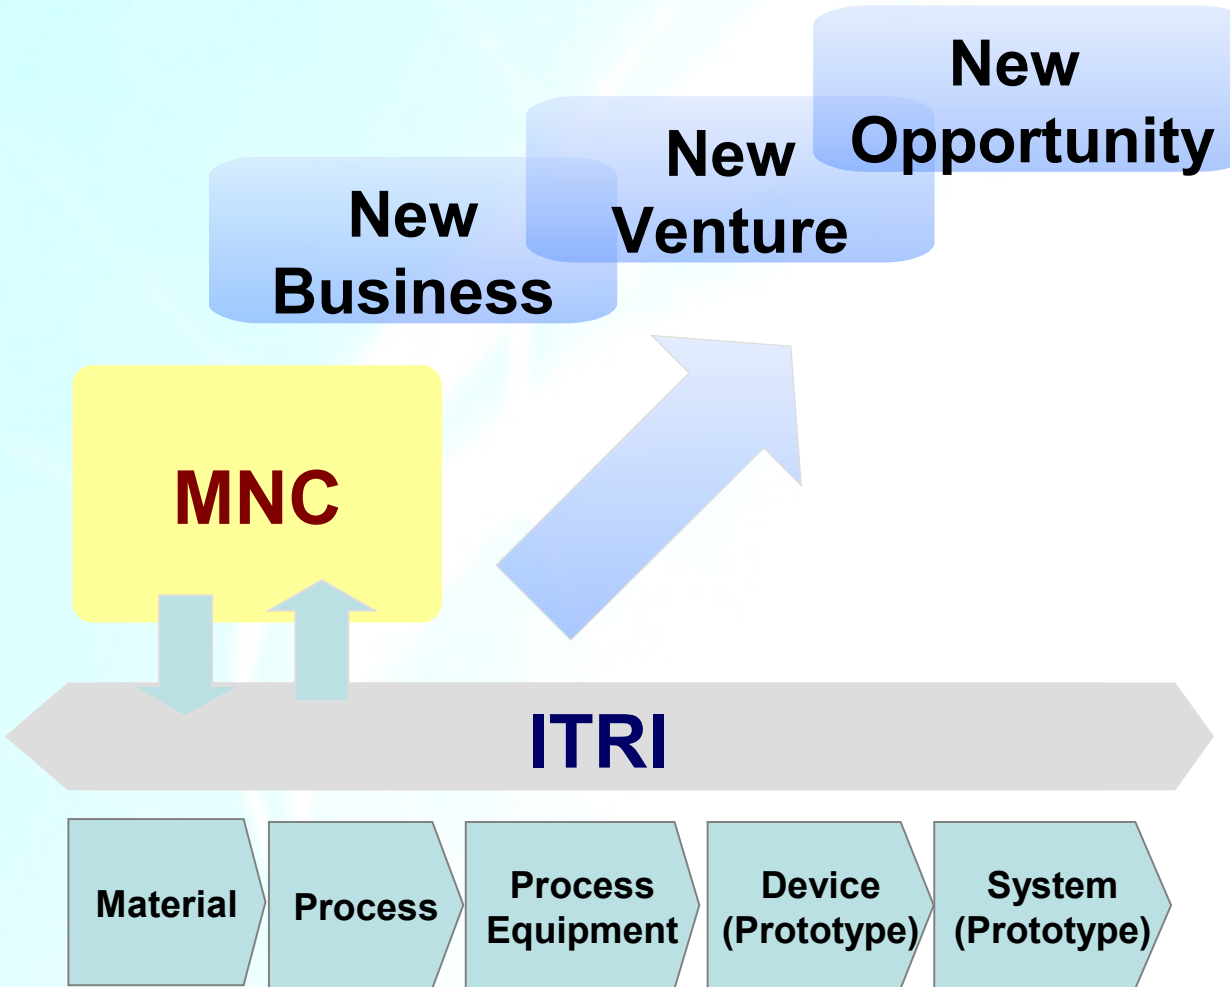 New
Opportunity
New
Venture
New
Business
MNC
ITRI
Material
Process
Process
Equipment
Device
(Prototype)
System
(Prototype)